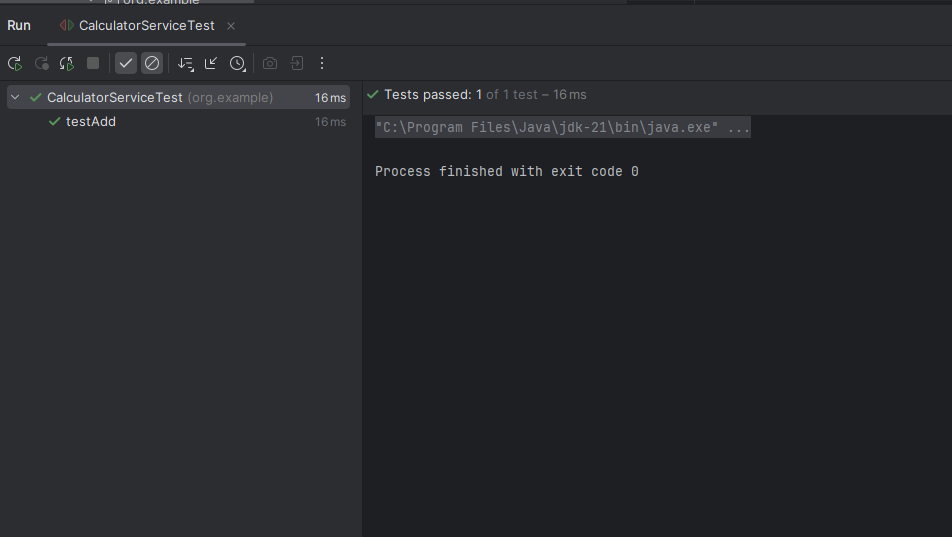 org.example
Run CalculatorServiceTest
CalculatorServiceTest (org.example) 16 ms
testAdd 16 ms
Tests passed: 1 of 1 test – 16 ms
"C:\Program Files\Java\jdk-21\bin\java.exe" ...
Process finished with exit code 0